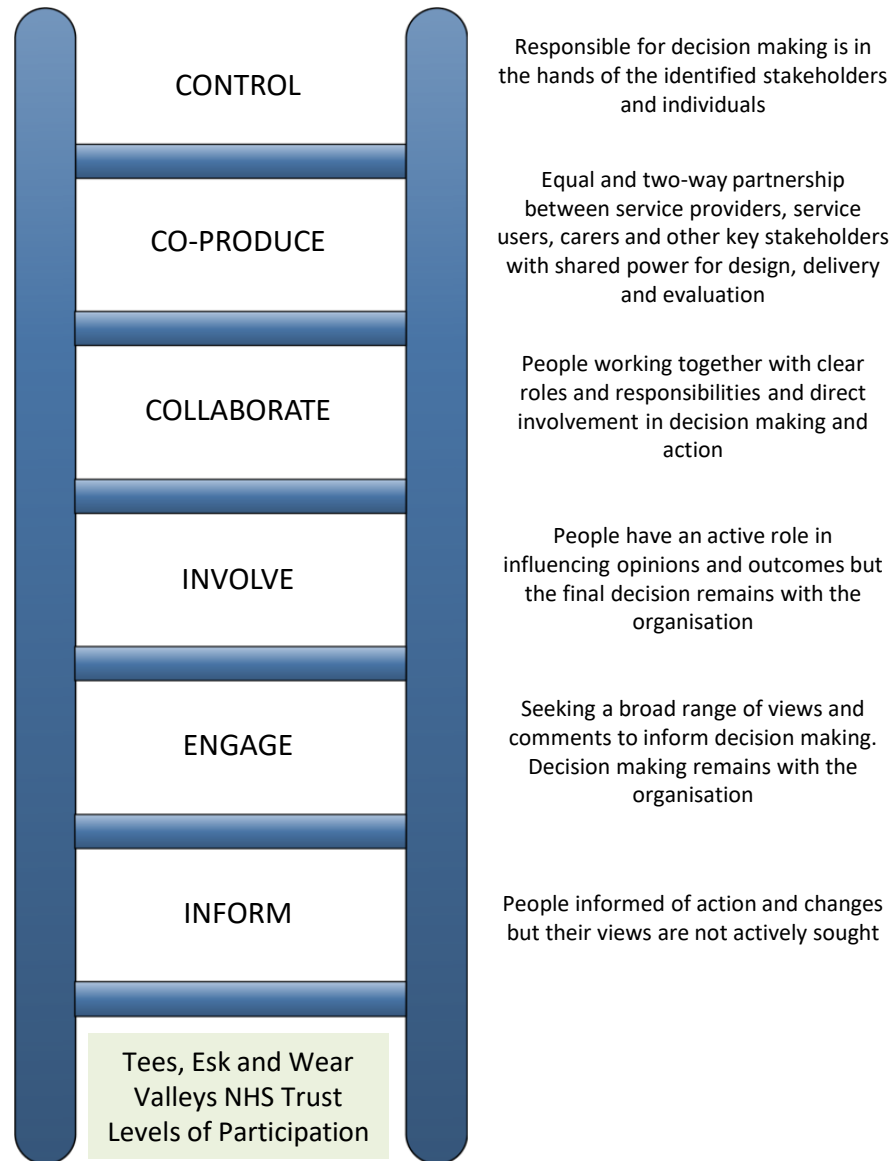 CONTROL
Responsible for decision making is in
the hands of the identified stakeholders
and individuals
CO-PRODUCE
Equal and two-way partnership
between service providers, service
users, carers and other key stakeholders
with shared power for design, delivery
and evaluation
COLLABORATE
People working together with clear
roles and responsibilities and direct
involvement in decision making and
action
INVOLVE
People have an active role in
influencing opinions and outcomes but
the final decision remains with the
organisation
ENGAGE
Seeking a broad range of views and
comments to inform decision making.
Decision making remains with the
organisation
INFORM
People informed of action and changes
but their views are not actively sought
Tees, Esk and Wear
Valleys NHS Trust
Levels of Participation